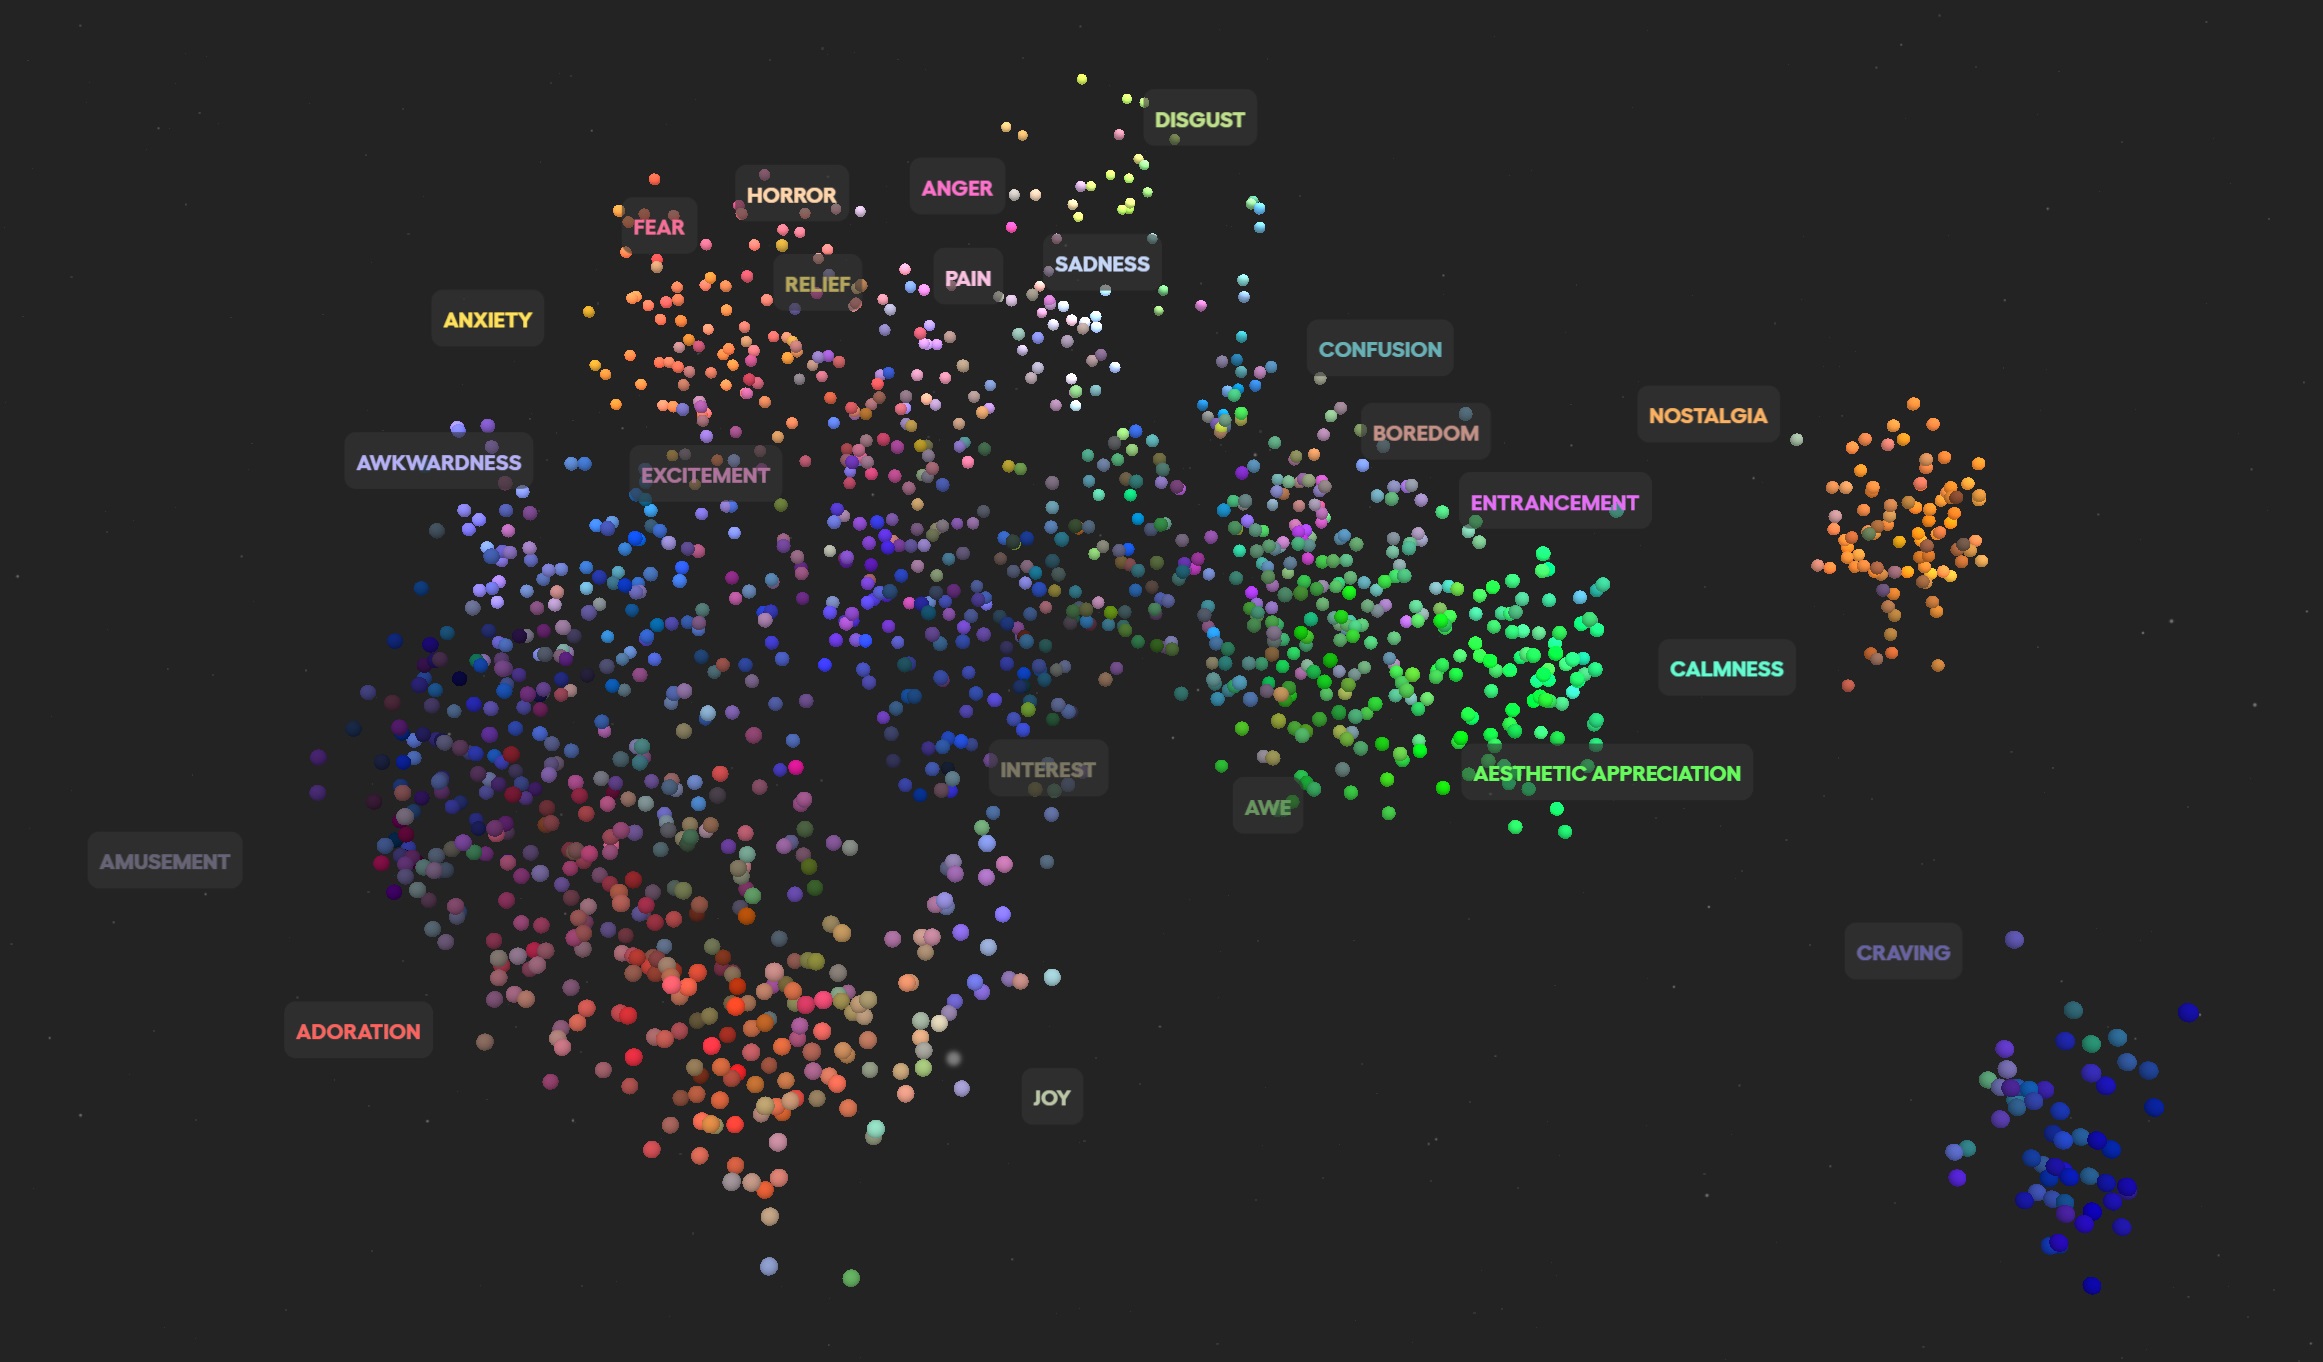 DISGUST
HORROR
ANGER
FEAR
SADNESS
PAIN
RELIEF
ANXIETY
CONFUSION
NOSTALGIA
BOREDOM
AWKWARDNESS
EXCITEMENT
ENTRANCEMENT
CALMNESS
INTEREST
AESTHETIC APPRECIATION
AWE
AMUSEMENT
CRAVING
ADORATION
JOY